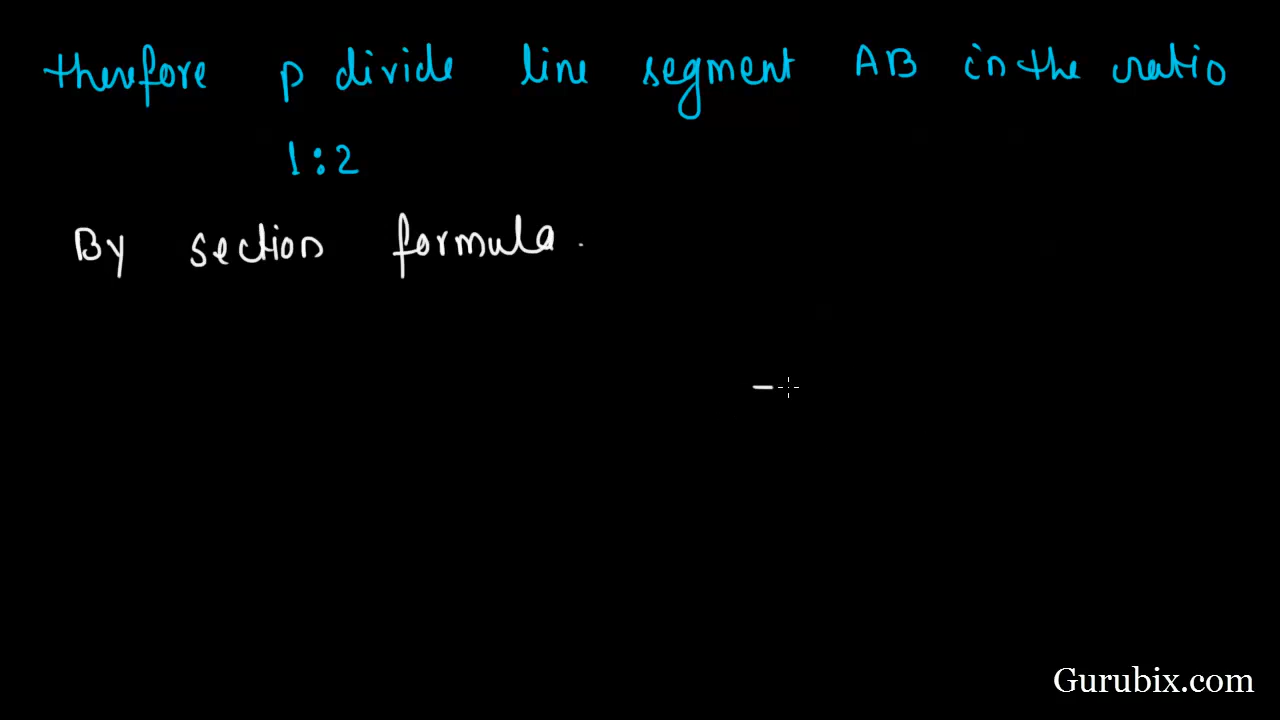 therefore p divide line segment AB in the ratio
1:2
By section formula.
-
Gurubix.com